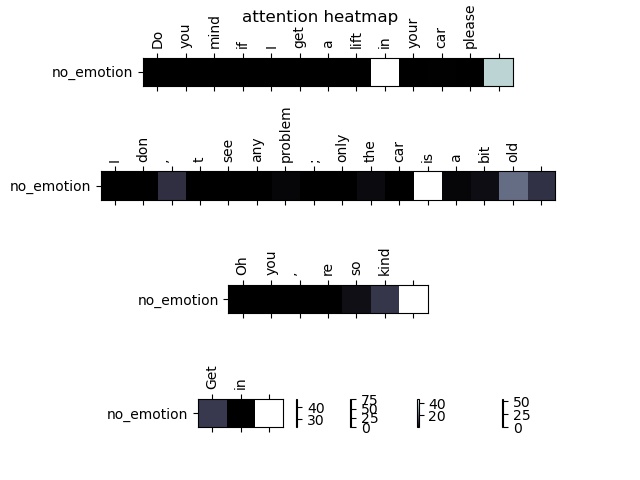 attention heatmap
Do you mind if I get a lift in your car please
no_emotion
I don ' t see any problem ; only the car is a bit old
no_emotion
Oh you ' re so kind
no_emotion
Get in
no_emotion
40 75 40 50
30 50 20 25
25 0
0